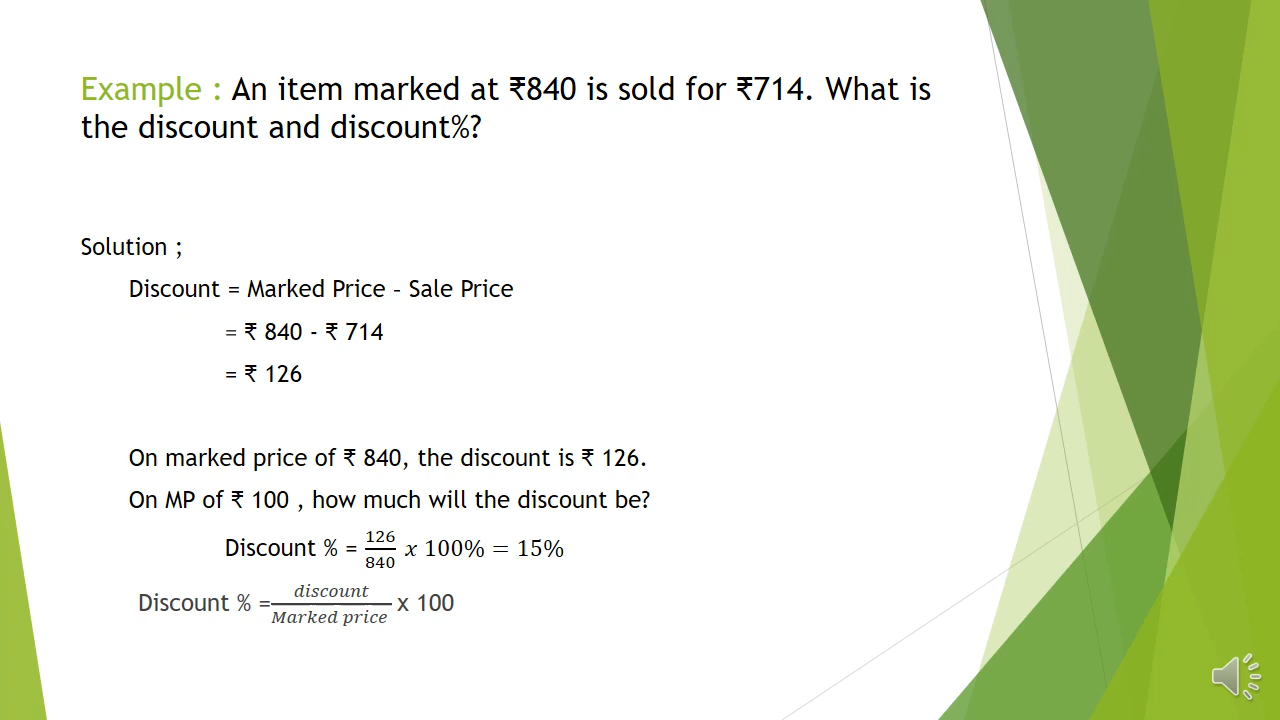 Example : An item marked at ₹840 is sold for ₹714. What is
the discount and discount%?
Solution ;
Discount = Marked Price – Sale Price
= ₹ 840 - ₹ 714
= ₹ 126
On marked price of ₹ 840, the discount is ₹ 126.
On MP of ₹ 100 , how much will the discount be?
Discount % = 126/840 x 100% = 15%
Discount % = discount/Marked price x 100